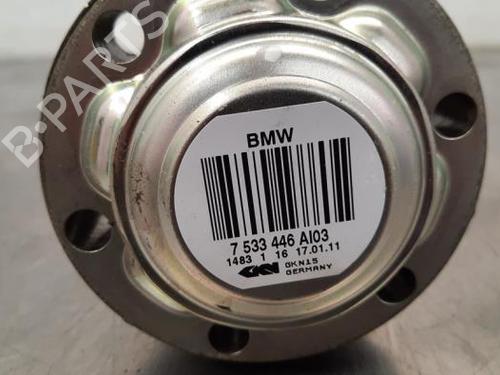 B-PARTS
BMW
7 533 446 AI03
1483 1 16 17.01.11
GKN GKN15
GERMANY